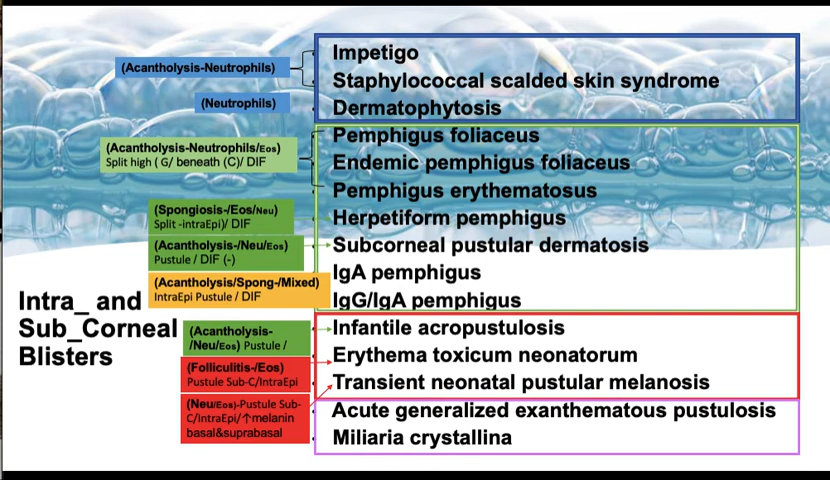 (Acantholysis-Neutrophils)
(Neutrophils)
(Acantholysis-Neutrophils/Eos)
Split high ( G/ beneath (C)/ DIF
(Spongiosis-/Eos/Neu)
Split -intraEpi)/ DIF
(Acantholysis-/Neu/Eos)
Pustule / DIF (-)
(Acantholysis/Spong-/Mixed)
IntraEpi Pustule / DIF
Intra_ and
Sub_Corneal
Blisters
(Acantholysis-
/Neu/Eos) Pustule /
(Folliculitis-/Eos)
Pustule Sub-C/IntraEpi
(Neu/Eos)-Pustule Sub-
C/IntraEpi/↑melanin
basal&suprabasal
Impetigo
Staphylococcal scalded skin syndrome
Dermatophytosis
Pemphigus foliaceus
Endemic pemphigus foliaceus
Pemphigus erythematosus
Herpetiform pemphigus
Subcorneal pustular dermatosis
IgA pemphigus
IgG/IgA pemphigus
Infantile acropustulosis
Erythema toxicum neonatorum
Transient neonatal pustular melanosis
Acute generalized exanthematous pustulosis
Miliaria crystallina